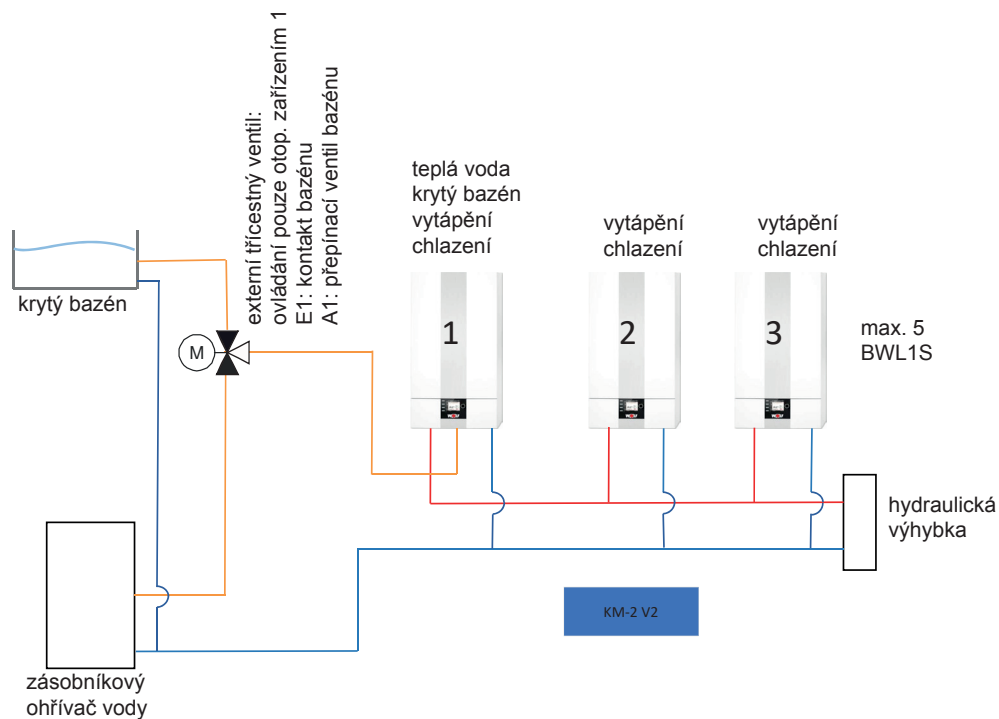 externí třícestný ventil:
ovládání pouze otop. zařízením 1
E1: kontakt bazénu
A1: přepínací ventil bazénu
teplá voda
krytý bazén
vytápění
chlazení
vytápění
chlazení
vytápění
chlazení
krytý bazén
M
1
2
3
max. 5
BWL1S
hydraulická
výhybka
KM-2 V2
zásobníkový
ohřívač vody